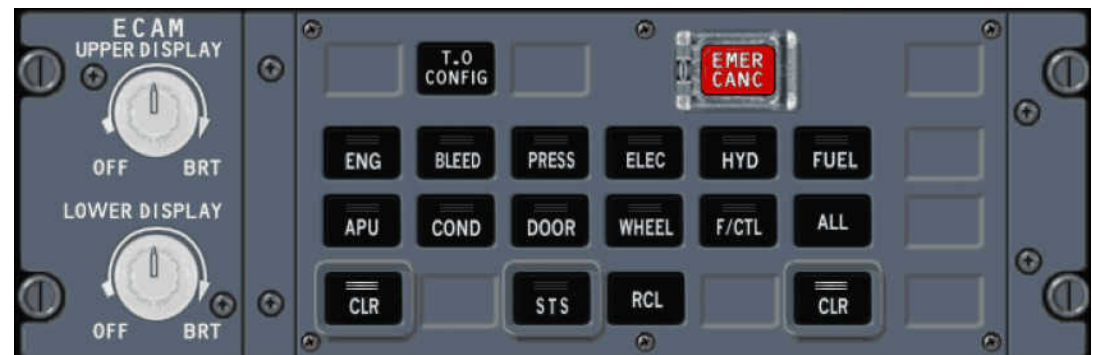 ECAM
UPPER DISPLAY
OFF BRT
LOWER DISPLAY
OFF BRT
T.O
CONFIG
EMER
CANC
ENG BLEED PRESS ELEC HYD FUEL
APU COND DOOR WHEEL F/CTL ALL
CLR STS RCL CLR